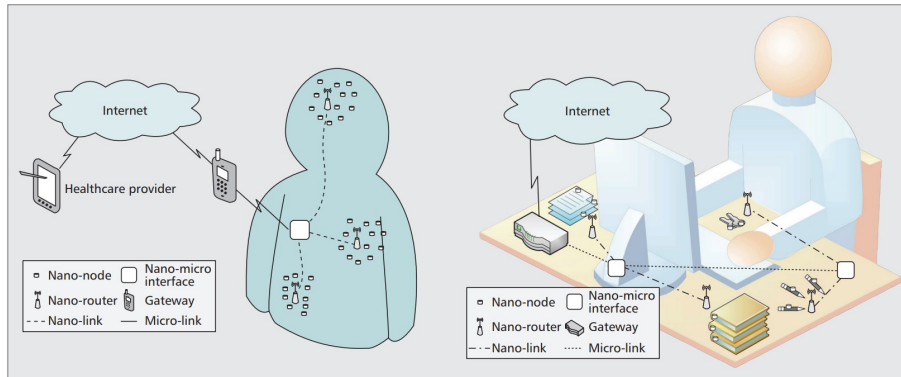 Internet
Healthcare provider
Nano-node
Nano-micro
interface
Nano-router
Gateway
Nano-link
Micro-link
Internet
Nano-node
Nano-micro
interface
Nano-router
Gateway
Nano-link
Micro-link